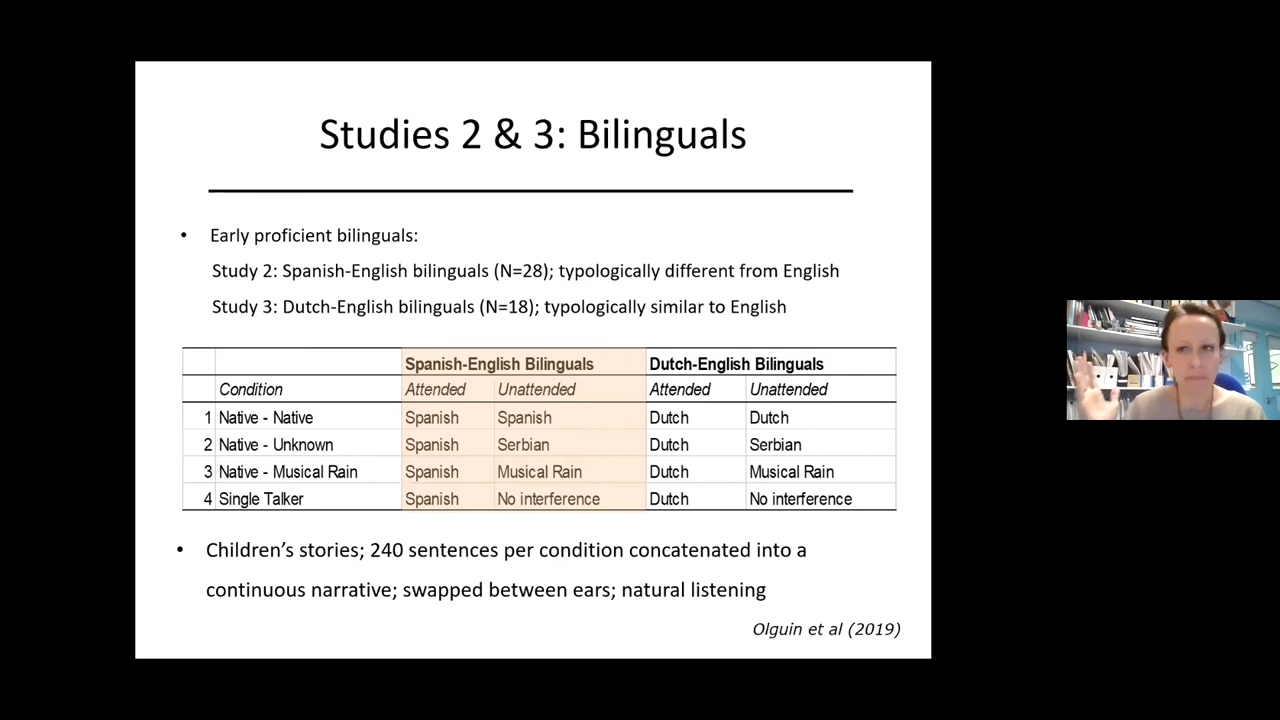 Studies 2 & 3: Bilinguals
• Early proficient bilinguals:
Study 2: Spanish-English bilinguals (N=28); typologically different from English
Study 3: Dutch-English bilinguals (N=18); typologically similar to English
Spanish-English Bilinguals Dutch-English Bilinguals
Condition Attended Unattended Attended Unattended
1 Native - Native Spanish Spanish Dutch Dutch
2 Native - Unknown Spanish Serbian Dutch Serbian
3 Native - Musical Rain Spanish Musical Rain Dutch Musical Rain
4 Single Talker Spanish No interference Dutch No interference
• Children’s stories; 240 sentences per condition concatenated into a
continuous narrative; swapped between ears; natural listening
Olguin et al (2019)